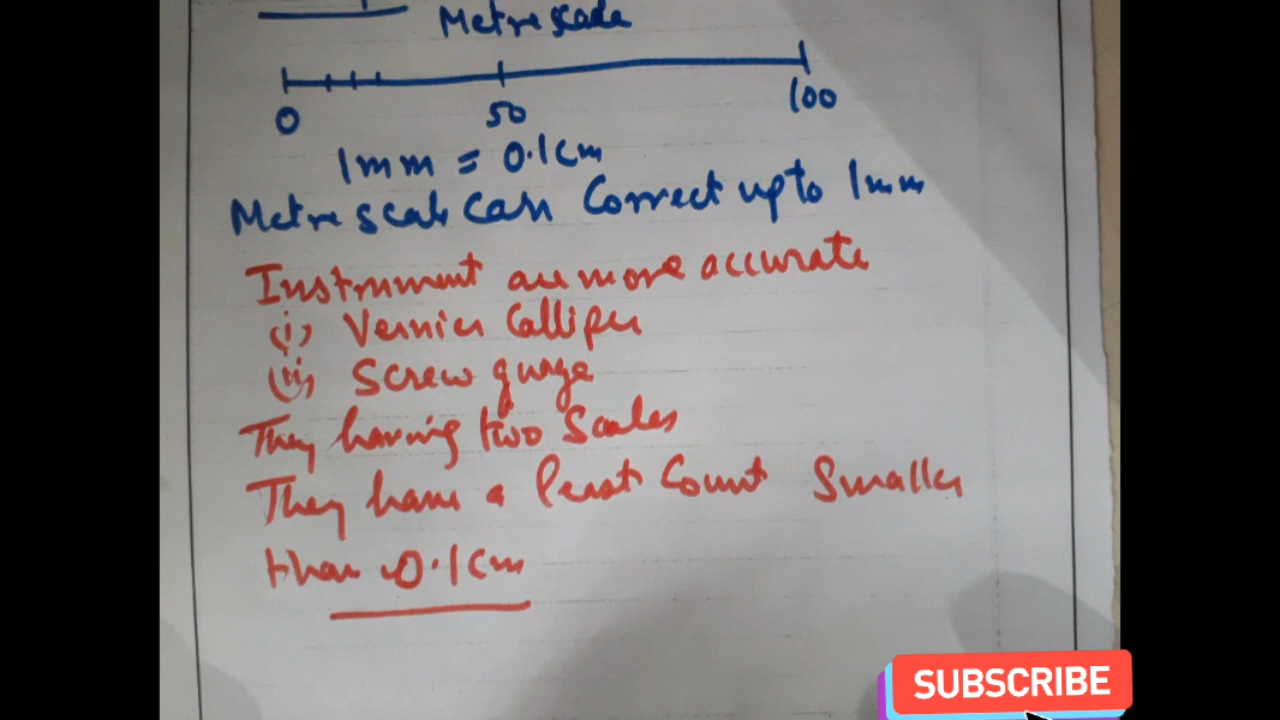 Metre scale
0 50 100
1mm = 0.1cm
Metre scale can correct upto 1mm
Instrument are more accurate
(i) Vernier Calliper
(ii) Screw guage
They having two scales
They have a least count smaller
than 0.1cm
SUBSCRIBE